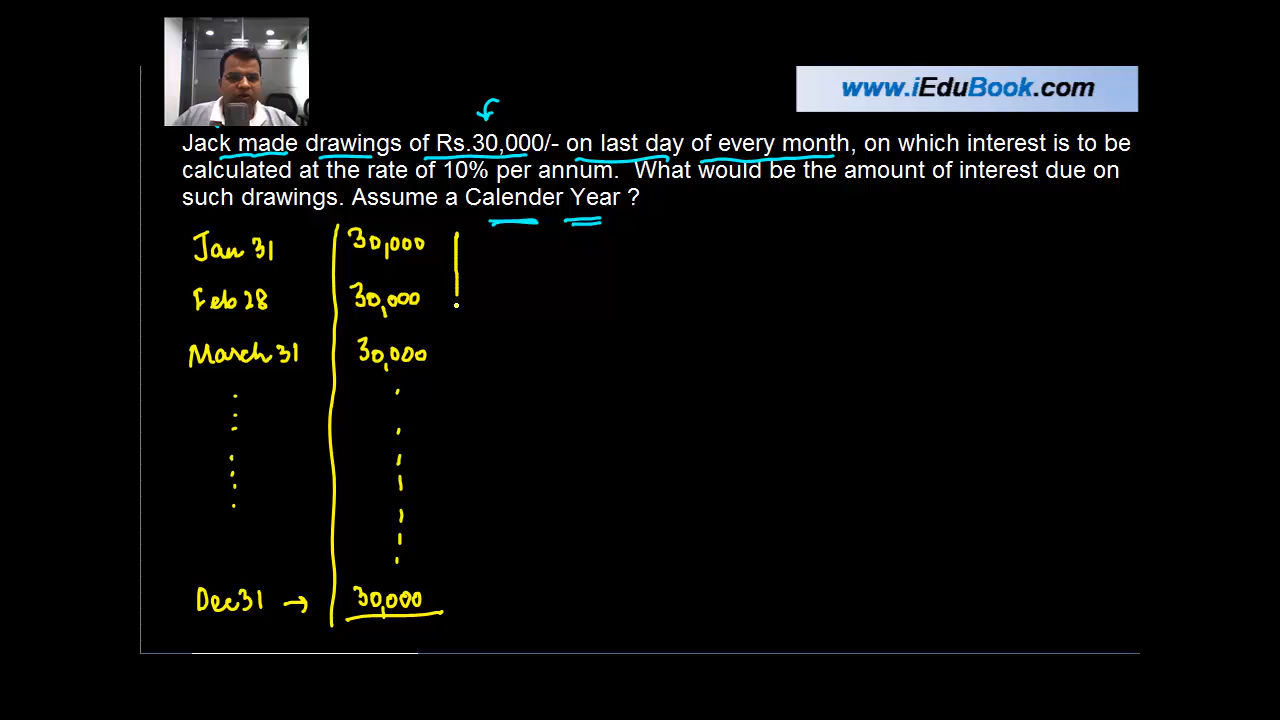 www.iEduBook.com
Jack made drawings of Rs.30,000/- on last day of every month, on which interest is to be
calculated at the rate of 10% per annum. What would be the amount of interest due on
such drawings. Assume a Calender Year ?
Jan 31 30,000
Feb 28 30,000
March 31 30,000
Dec 31 → 30,000